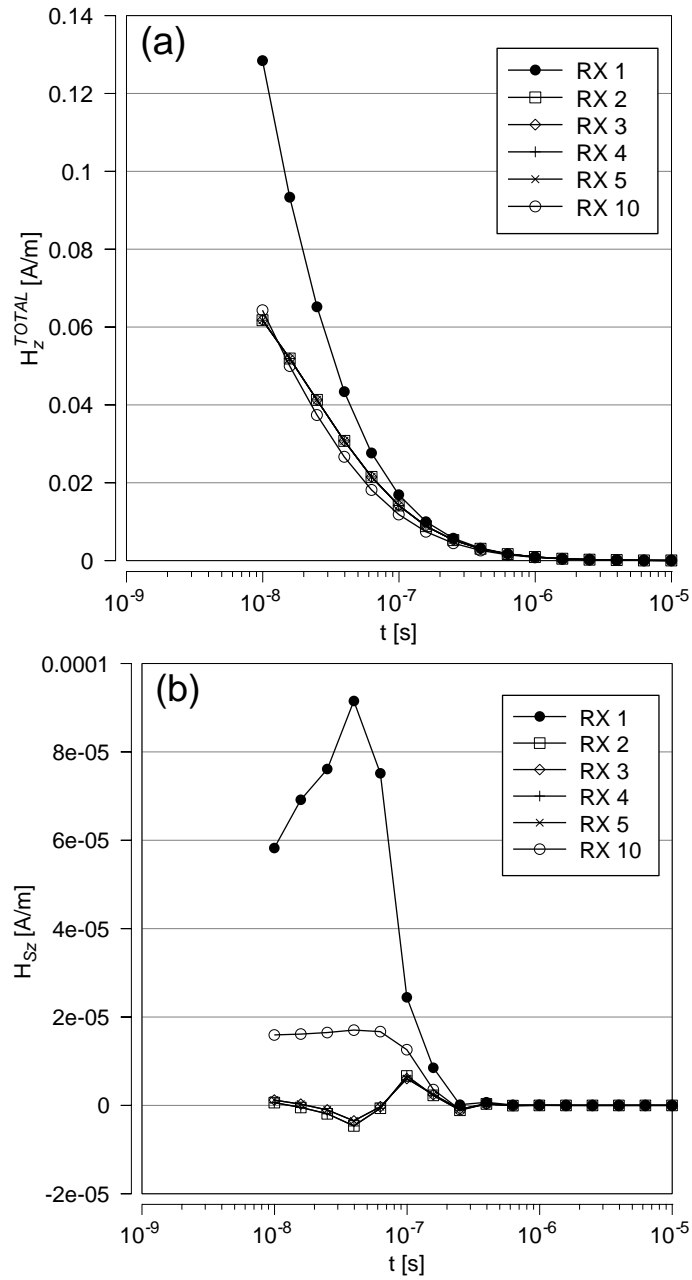 (a)
0.14
0.12
0.1
0.08
0.06
0.04
0.02
0
H_z^TOTAL [A/m]
RX 1
RX 2
RX 3
RX 4
RX 5
RX 10
10^-9 10^-8 10^-7 10^-6 10^-5
t [s]
(b)
0.0001
8e-05
6e-05
4e-05
2e-05
0
-2e-05
H_Sz [A/m]
RX 1
RX 2
RX 3
RX 4
RX 5
RX 10
10^-9 10^-8 10^-7 10^-6 10^-5
t [s]